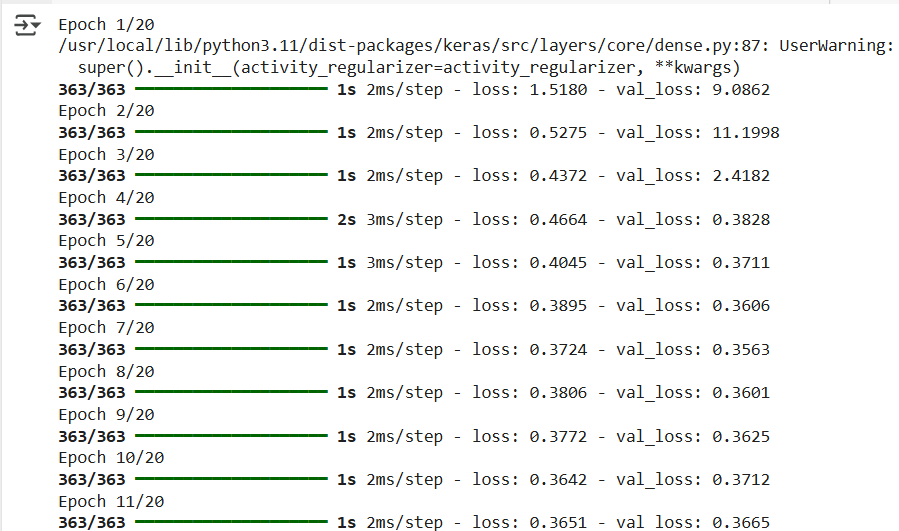 Epoch 1/20
/usr/local/lib/python3.11/dist-packages/keras/src/layers/core/dense.py:87: UserWarning:
super().__init__(activity_regularizer=activity_regularizer, **kwargs)
363/363 ━━━━━━━━━━━━━━━━━━━━ 1s 2ms/step - loss: 1.5180 - val_loss: 9.0862
Epoch 2/20
363/363 ━━━━━━━━━━━━━━━━━━━━ 1s 2ms/step - loss: 0.5275 - val_loss: 11.1998
Epoch 3/20
363/363 ━━━━━━━━━━━━━━━━━━━━ 1s 2ms/step - loss: 0.4372 - val_loss: 2.4182
Epoch 4/20
363/363 ━━━━━━━━━━━━━━━━━━━━ 2s 3ms/step - loss: 0.4664 - val_loss: 0.3828
Epoch 5/20
363/363 ━━━━━━━━━━━━━━━━━━━━ 1s 3ms/step - loss: 0.4045 - val_loss: 0.3711
Epoch 6/20
363/363 ━━━━━━━━━━━━━━━━━━━━ 1s 2ms/step - loss: 0.3895 - val_loss: 0.3606
Epoch 7/20
363/363 ━━━━━━━━━━━━━━━━━━━━ 1s 2ms/step - loss: 0.3724 - val_loss: 0.3563
Epoch 8/20
363/363 ━━━━━━━━━━━━━━━━━━━━ 1s 2ms/step - loss: 0.3806 - val_loss: 0.3601
Epoch 9/20
363/363 ━━━━━━━━━━━━━━━━━━━━ 1s 2ms/step - loss: 0.3772 - val_loss: 0.3625
Epoch 10/20
363/363 ━━━━━━━━━━━━━━━━━━━━ 1s 2ms/step - loss: 0.3642 - val_loss: 0.3712
Epoch 11/20
363/363 ━━━━━━━━━━━━━━━━━━━━ 1s 2ms/step - loss: 0.3651 - val_loss: 0.3665